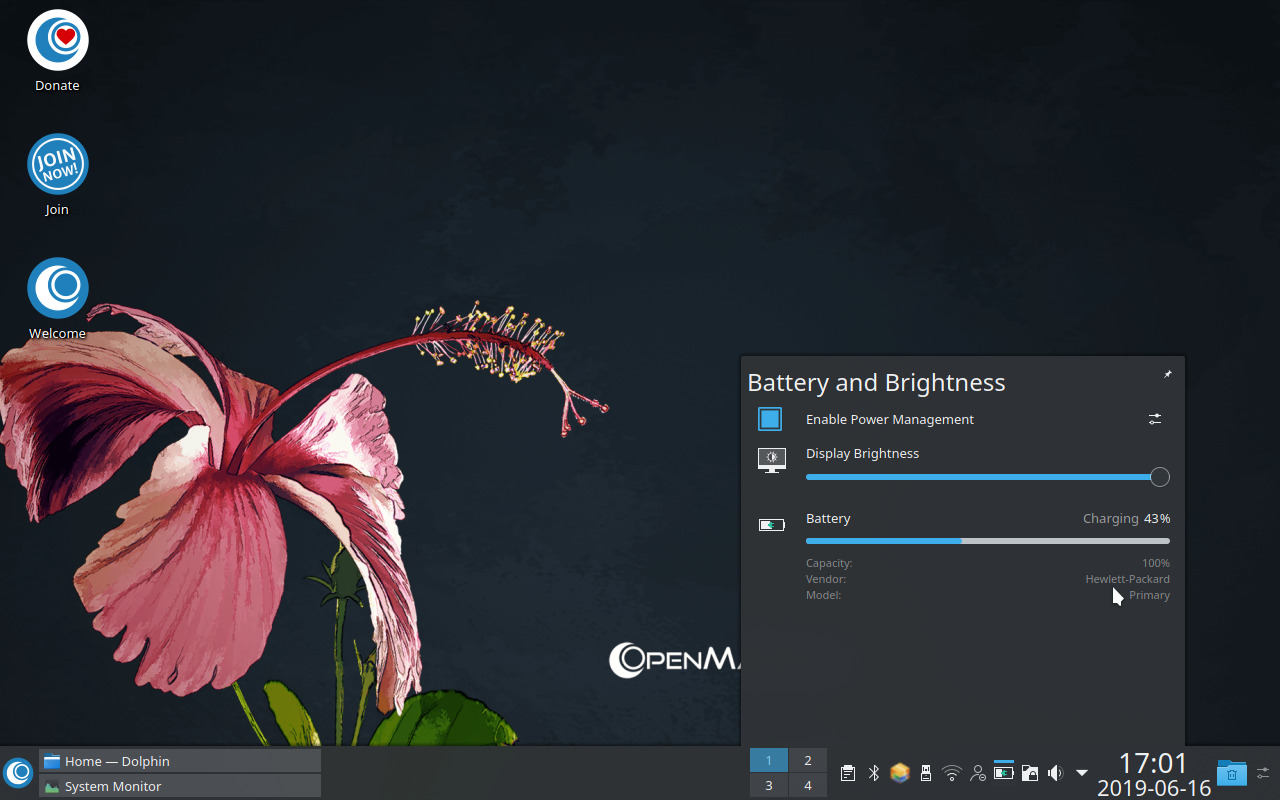 Donate
JOIN
NOW!
Join
Welcome
OPENMA
Battery and Brightness
Enable Power Management
Display Brightness
Battery Charging 43%
Capacity: 100%
Vendor: Hewlett-Packard
Model: Primary
Home — Dolphin
System Monitor
1 2
3 4
17:01
2019-06-16